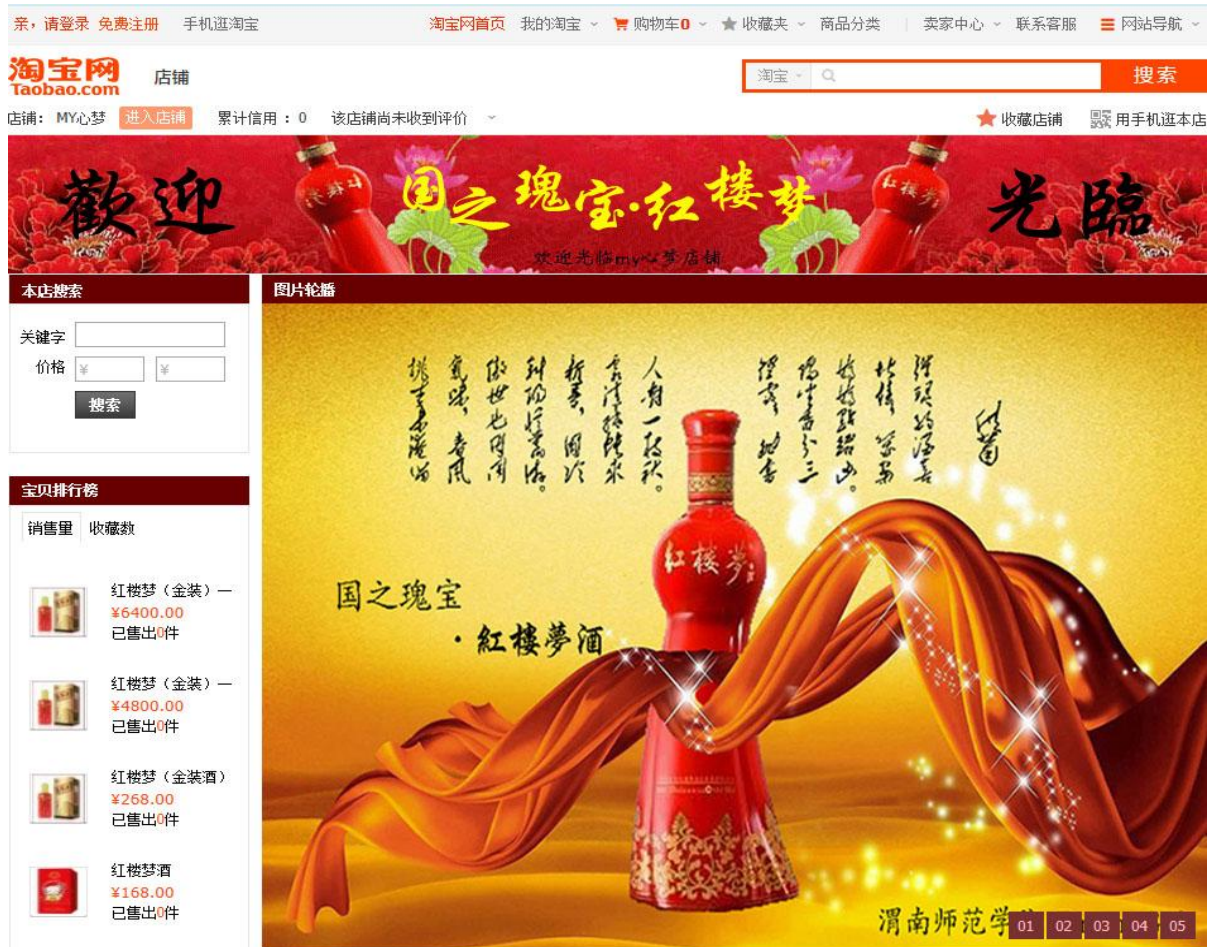 亲，请登录 免费注册 手机逛淘宝 淘宝网首页 我的淘宝 购物车0 收藏夹 商品分类 卖家中心 联系客服 网站导航
淘宝网
Taobao.com
店铺 淘宝 搜索
店铺： MY心梦 进入店铺 累计信用 : 0 该店铺尚未收到评价 收藏店铺 用手机逛本店
歡迎 国之瑰宝·红楼梦 光臨
欢迎光临my心梦店铺
本店搜索
关键字
价格 ¥ ¥
搜索
宝贝排行榜
销售量 收藏数
红楼梦（金装）—
¥6400.00
已售出0件
红楼梦（金装）—
¥4800.00
已售出0件
红楼梦（金装酒）
¥268.00
已售出0件
红楼梦酒
¥168.00
已售出0件
图片轮播
红楼夢
国之瑰宝
·紅樓夢酒
渭南师范学
01 02 03 04 05